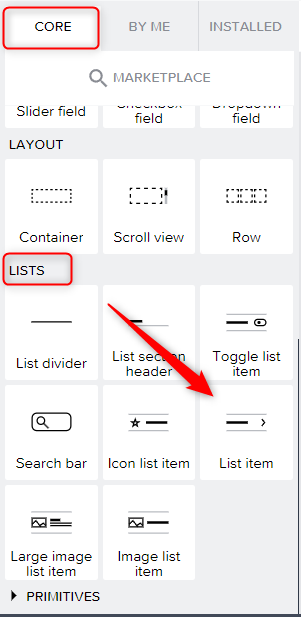 CORE BY ME INSTALLED
MARKETPLACE
Slider field Checkbox field Dropdown field
LAYOUT
Container Scroll view Row
LISTS
List divider List section header Toggle list item
Search bar Icon list item List item
Large image list item Image list item
PRIMITIVES